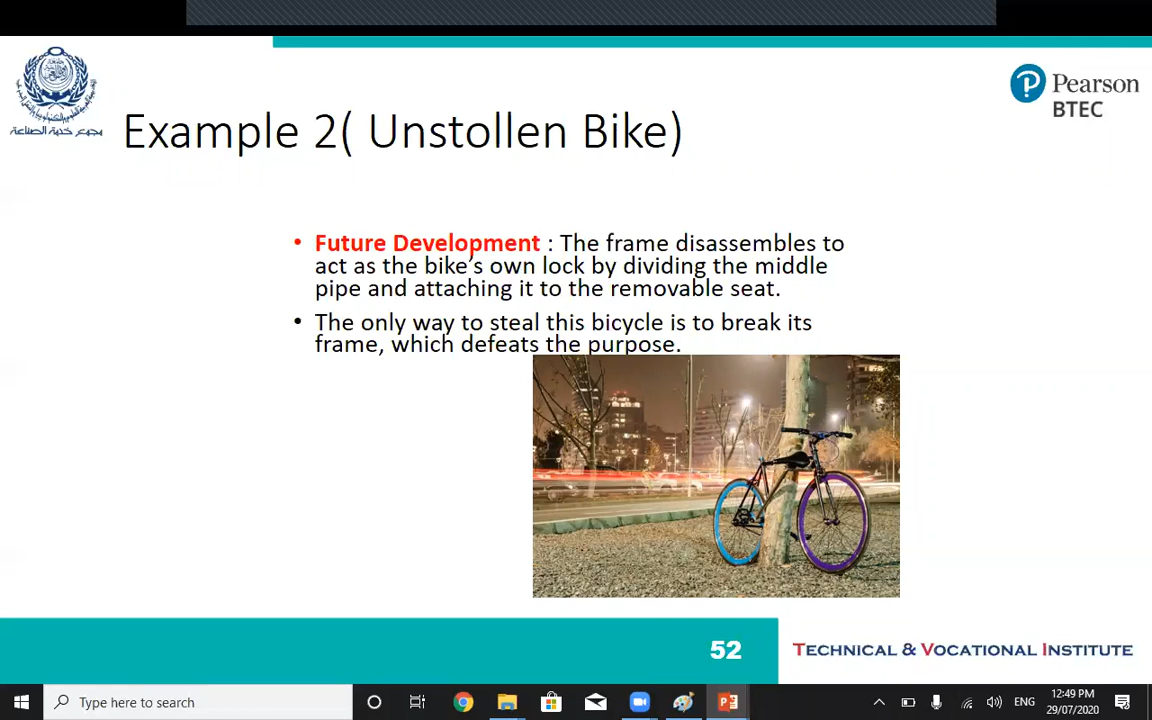 Pearson
BTEC
مجمع خدمة الصناعة
Example 2( Unstollen Bike)
• Future Development : The frame disassembles to
act as the bike’s own lock by dividing the middle
pipe and attaching it to the removable seat.
• The only way to steal this bicycle is to break its
frame, which defeats the purpose.
52
TECHNICAL & VOCATIONAL INSTITUTE
Type here to search
ENG
12:49 PM
29/07/2020